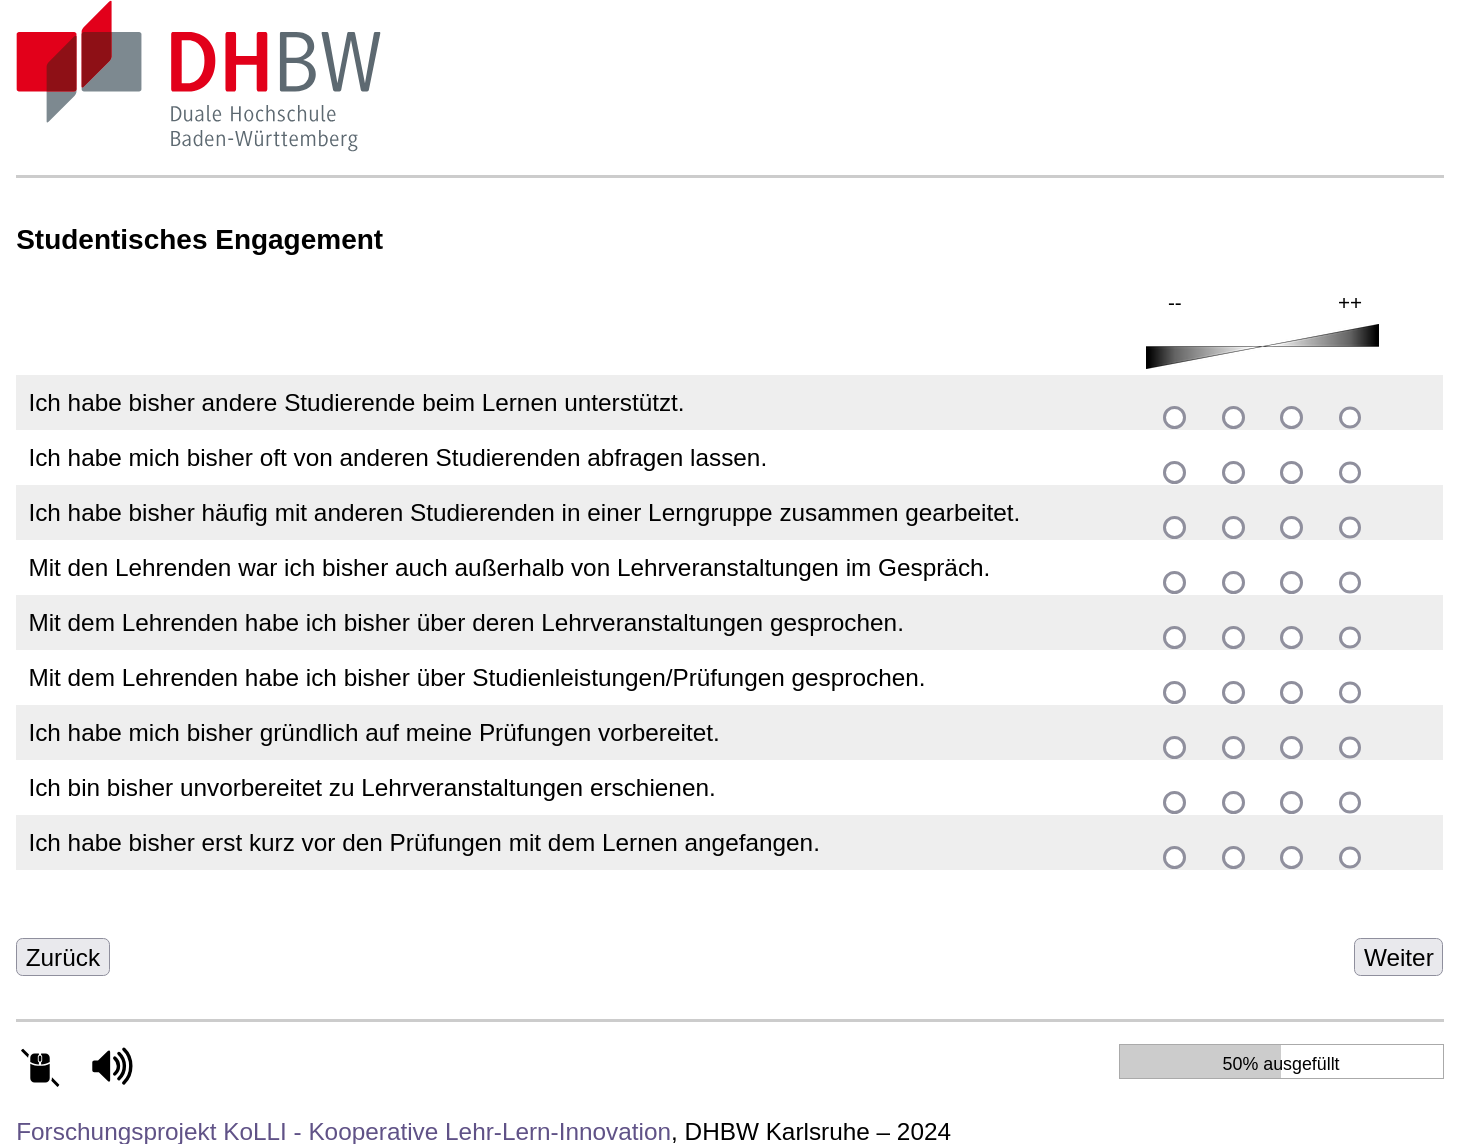 DHBW
Duale Hochschule
Baden-Württemberg
Studentisches Engagement
-- ++
Ich habe bisher andere Studierende beim Lernen unterstützt.
Ich habe mich bisher oft von anderen Studierenden abfragen lassen.
Ich habe bisher häufig mit anderen Studierenden in einer Lerngruppe zusammen gearbeitet.
Mit den Lehrenden war ich bisher auch außerhalb von Lehrveranstaltungen im Gespräch.
Mit dem Lehrenden habe ich bisher über deren Lehrveranstaltungen gesprochen.
Mit dem Lehrenden habe ich bisher über Studienleistungen/Prüfungen gesprochen.
Ich habe mich bisher gründlich auf meine Prüfungen vorbereitet.
Ich bin bisher unvorbereitet zu Lehrveranstaltungen erschienen.
Ich habe bisher erst kurz vor den Prüfungen mit dem Lernen angefangen.
Zurück Weiter
50% ausgefüllt
Forschungsprojekt KoLLI - Kooperative Lehr-Lern-Innovation, DHBW Karlsruhe – 2024